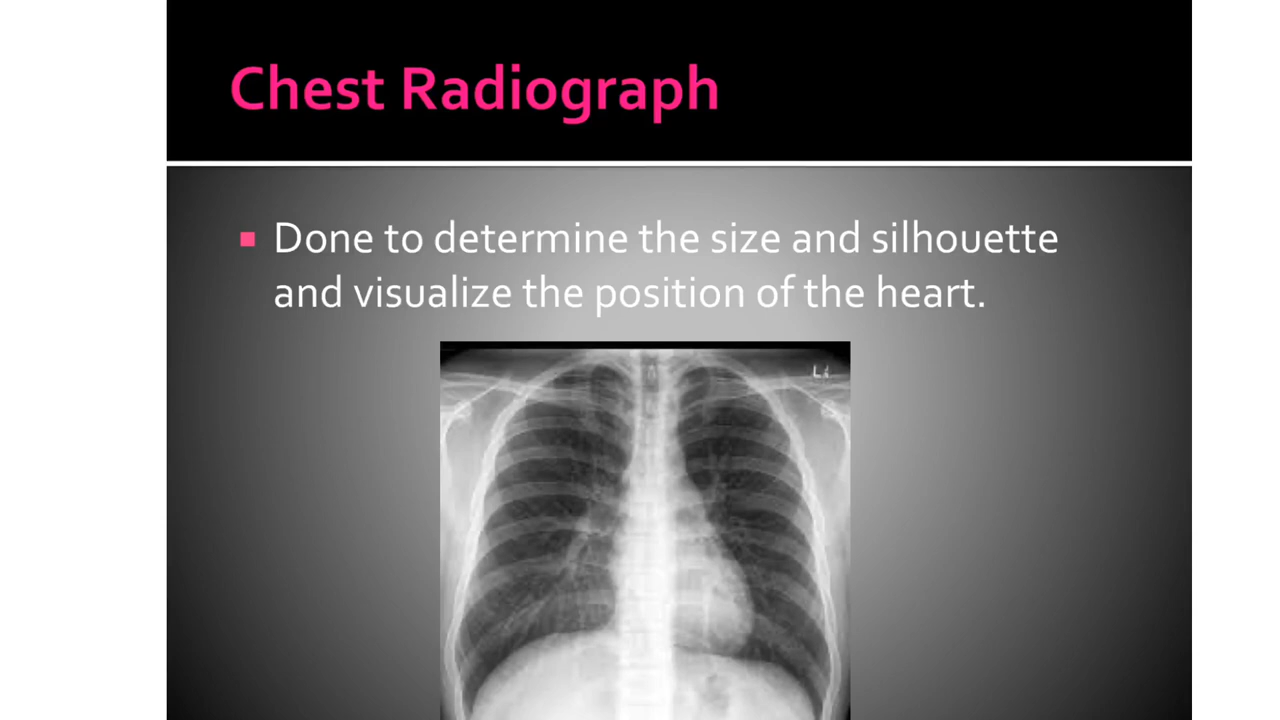 Chest Radiograph
Done to determine the size and silhouette
and visualize the position of the heart.